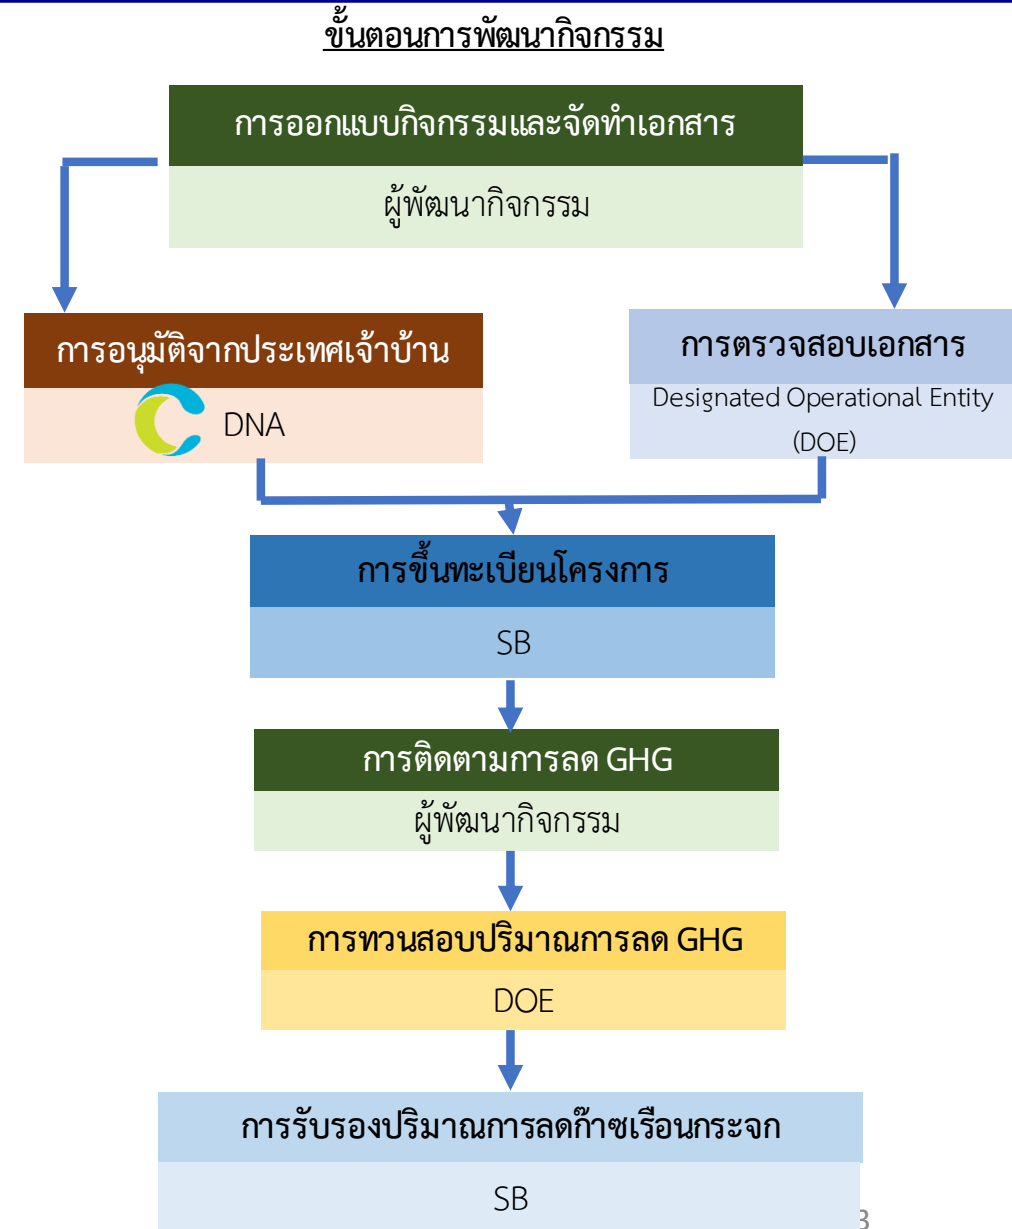 ขั้นตอนการพัฒนากิจกรรม
การออกแบบกิจกรรมและจัดทำเอกสาร
ผู้พัฒนากิจกรรม
การอนุมัติจากประเทศเจ้าบ้าน
DNA
การตรวจสอบเอกสาร
Designated Operational Entity
(DOE)
การขึ้นทะเบียนโครงการ
SB
การติดตามการลด GHG
ผู้พัฒนากิจกรรม
การทวนสอบปริมาณการลด GHG
DOE
การรับรองปริมาณการลดก๊าซเรือนกระจก
SB